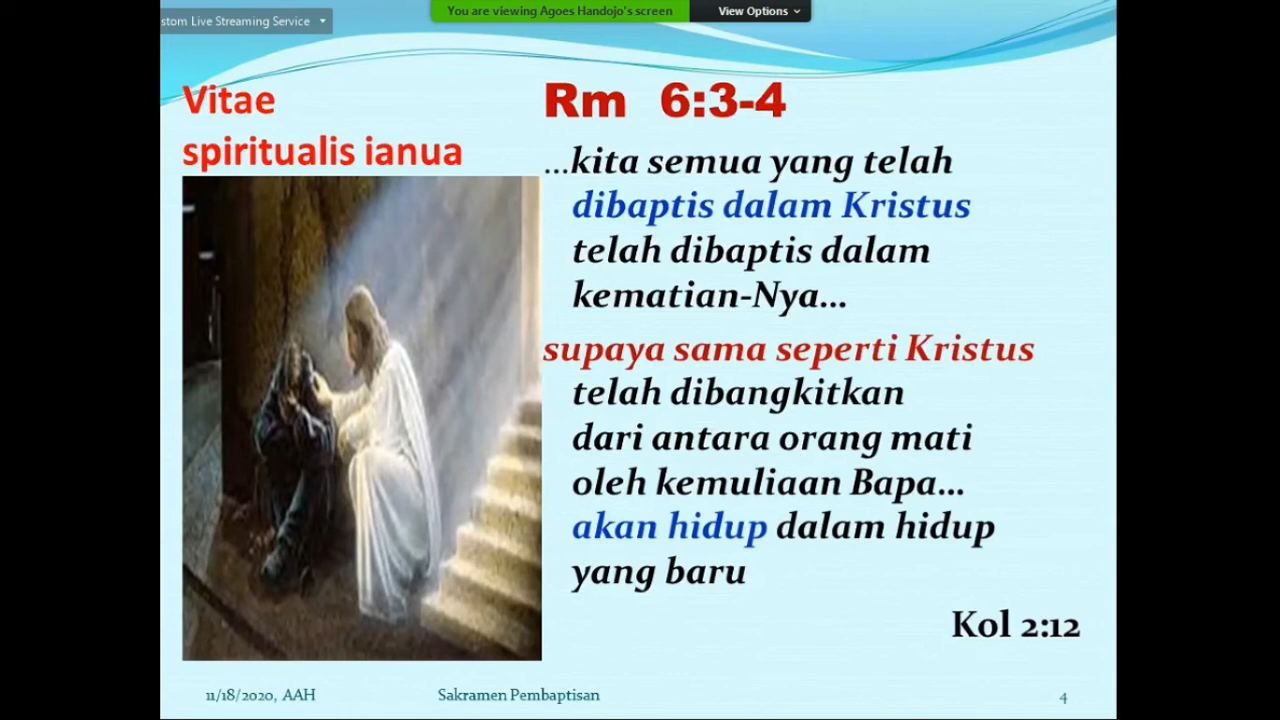 stom Live Streaming Service
You are viewing Agoes Handojo's screen
View Options
Vitae
spiritualis ianua
Rm 6:3-4
...kita semua yang telah
dibaptis dalam Kristus
telah dibaptis dalam
kematian-Nya...
supaya sama seperti Kristus
telah dibangkitkan
dari antara orang mati
oleh kemuliaan Bapa...
akan hidup dalam hidup
yang baru
Kol 2:12
11/18/2020, AAH
Sakramen Pembaptisan
4